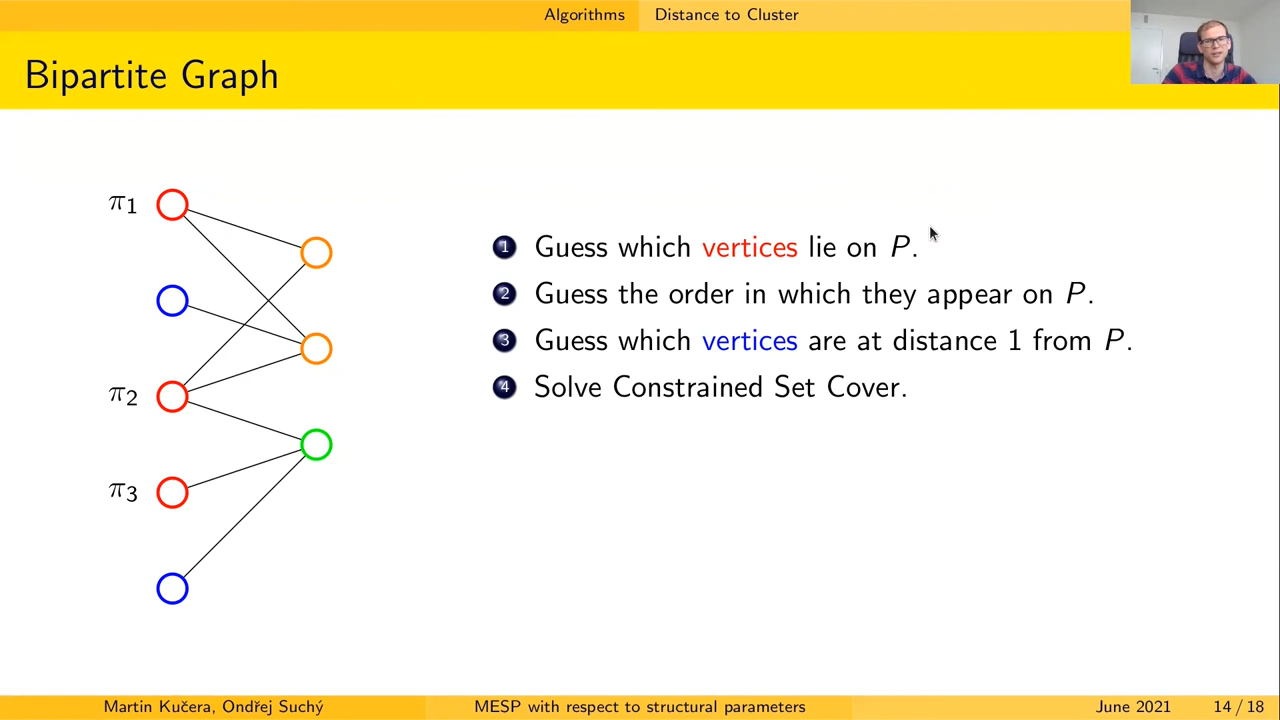 Algorithms Distance to Cluster
Bipartite Graph
π1
π2
π3
1 Guess which vertices lie on P.
2 Guess the order in which they appear on P.
3 Guess which vertices are at distance 1 from P.
4 Solve Constrained Set Cover.
Martin Kučera, Ondřej Suchý MESP with respect to structural parameters June 2021 14 / 18